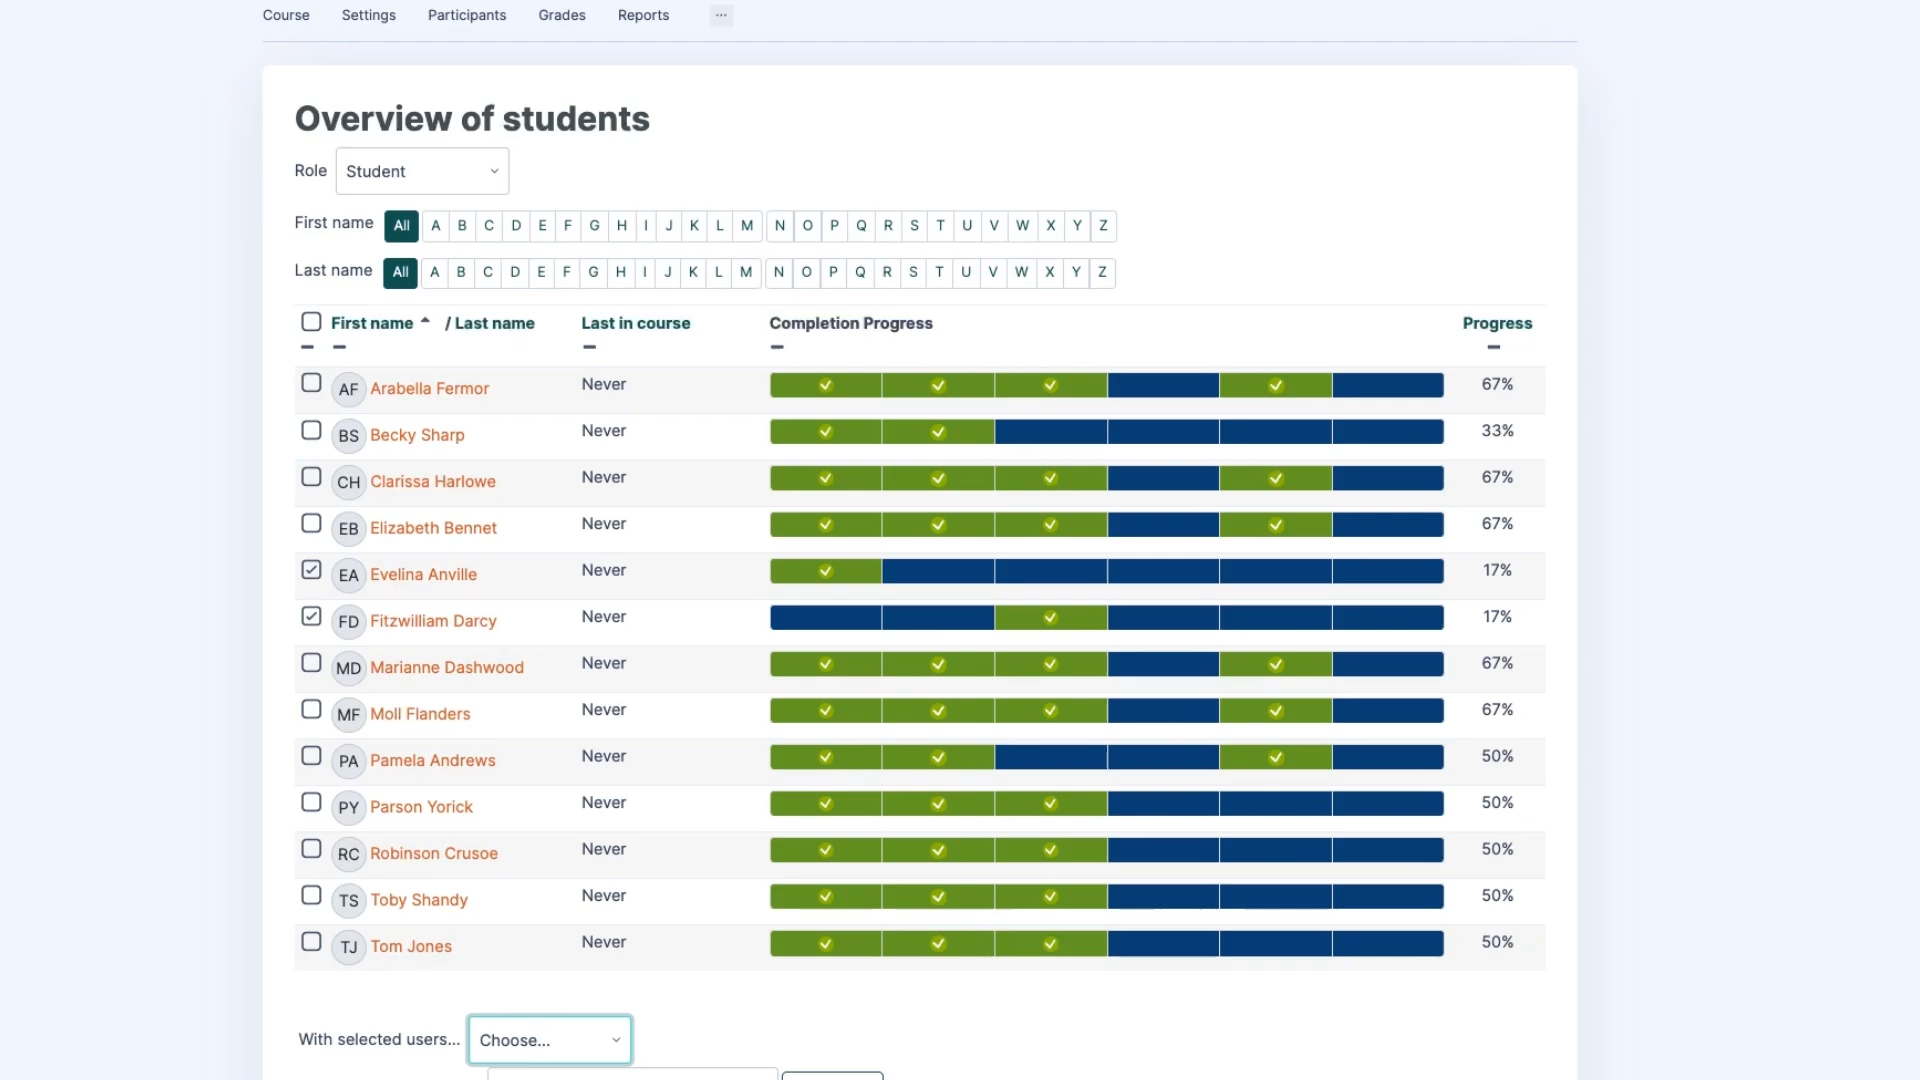 Course Settings Participants Grades Reports ...
Overview of students
Role Student
First name All A B C D E F G H I J K L M N O P Q R S T U V W X Y Z
Last name All A B C D E F G H I J K L M N O P Q R S T U V W X Y Z
First name / Last name Last in course Completion Progress Progress
AF Arabella Fermor Never 67%
BS Becky Sharp Never 33%
CH Clarissa Harlowe Never 67%
EB Elizabeth Bennet Never 67%
EA Evelina Anville Never 17%
FD Fitzwilliam Darcy Never 17%
MD Marianne Dashwood Never 67%
MF Moll Flanders Never 67%
PA Pamela Andrews Never 50%
PY Parson Yorick Never 50%
RC Robinson Crusoe Never 50%
TS Toby Shandy Never 50%
TJ Tom Jones Never 50%
With selected users... Choose...